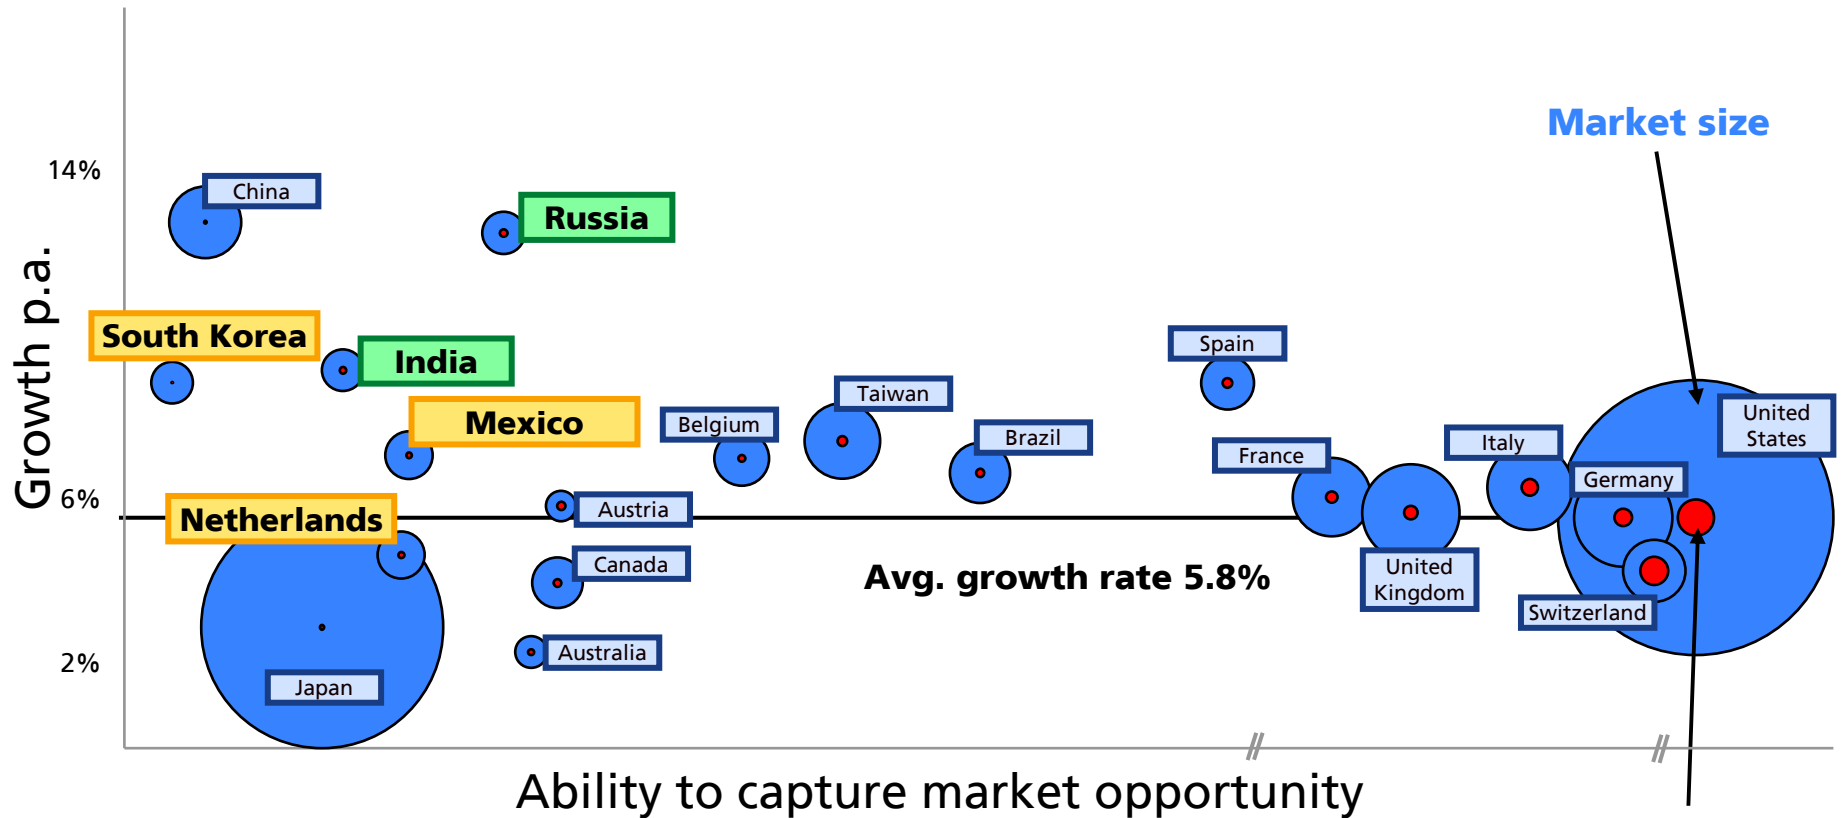 Market size
14%
China
Russia
Growth p.a.
South Korea
India
Spain
Taiwan
Mexico
Belgium
Brazil
United
States
Italy
France
Germany
6%
Netherlands
Austria
Canada
Avg. growth rate 5.8%
United
Kingdom
Switzerland
2%
Australia
Japan
Ability to capture market opportunity